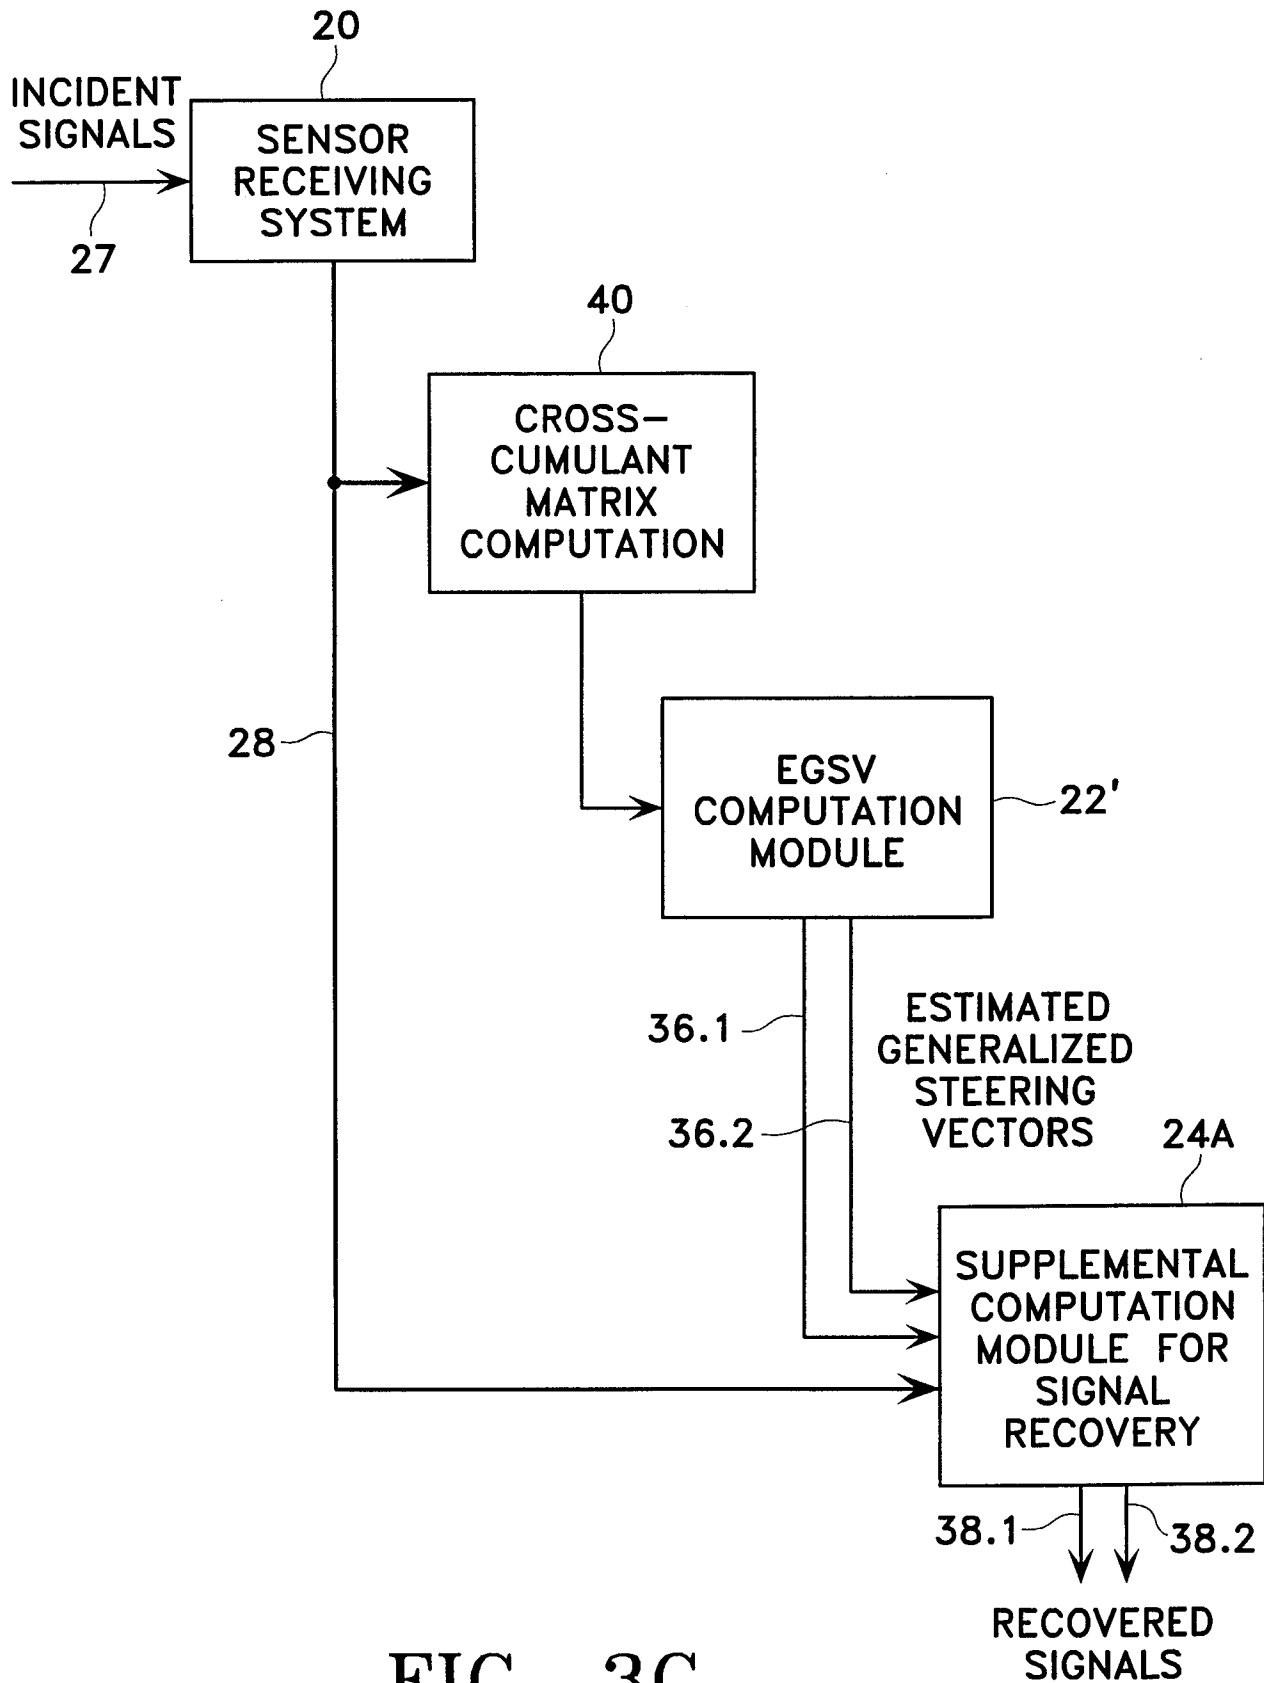 20
INCIDENT
SIGNALS
SENSOR
RECEIVING
SYSTEM
27
40
CROSS-
CUMULANT
MATRIX
COMPUTATION
28
EGSV
COMPUTATION
MODULE
22'
36.1
ESTIMATED
GENERALIZED
STEERING
VECTORS
36.2
24A
SUPPLEMENTAL
COMPUTATION
MODULE FOR
SIGNAL
RECOVERY
38.1
38.2
RECOVERED
SIGNALS
FIG. 3C